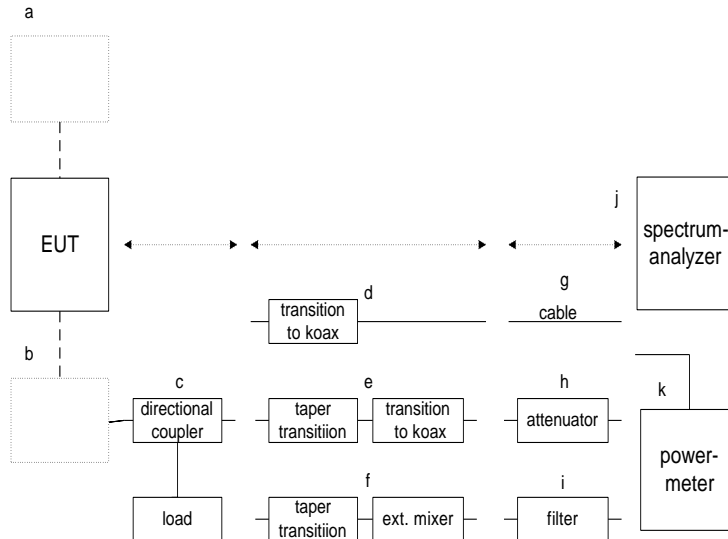 a
EUT
j
spectrum-
analyzer
d
g
transition
to koax
cable
b
c
e
h
k
directional
coupler
taper
transitiion
transition
to koax
attenuator
power-
meter
f
i
load
taper
transitiion
ext. mixer
filter